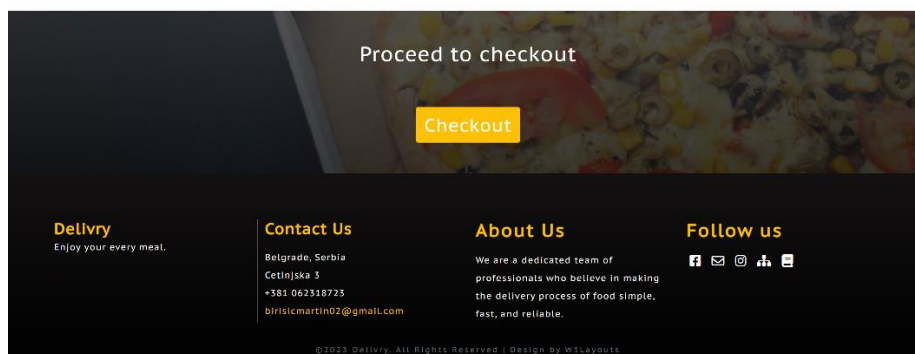 Proceed to checkout
Checkout
Delivry
Enjoy your every meal.
Contact Us
Belgrade, Serbia
Cetinjska 3
+381 062318723
birisicmartin02@gmail.com
About Us
We are a dedicated team of
professionals who believe in making
the delivery process of food simple,
fast, and reliable.
Follow us
©2023 Delivry. All Rights Reserved | Design by W3Layouts